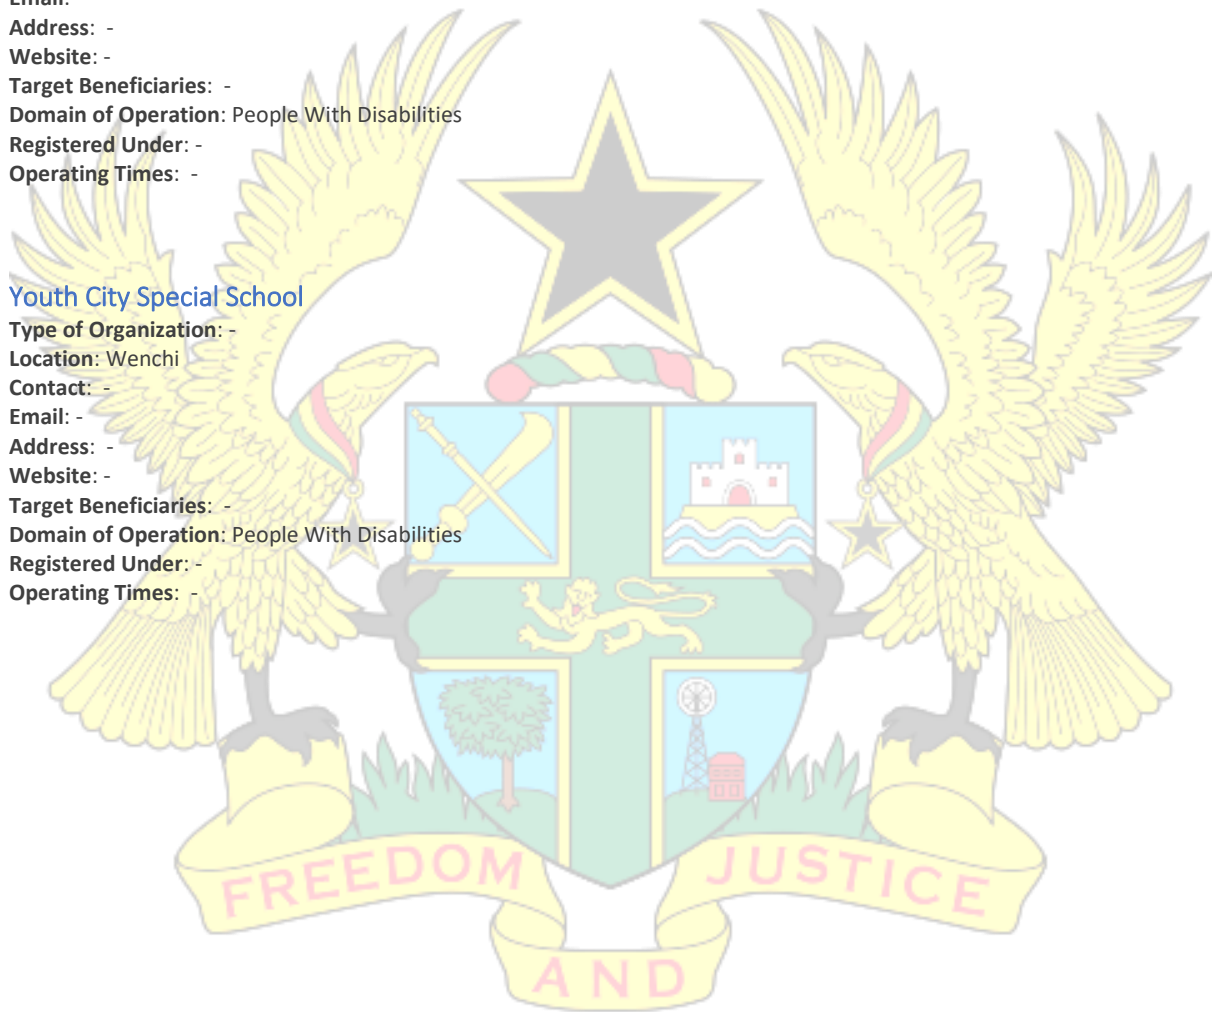 Email:
Address: -
Website: -
Target Beneficiaries: -
Domain of Operation: People With Disabilities
Registered Under: -
Operating Times: -
Youth City Special School
Type of Organization: -
Location: Wenchi
Contact: -
Email: -
Address: -
Website: -
Target Beneficiaries: -
Domain of Operation: People With Disabilities
Registered Under: -
Operating Times: -
FREEDOM JUSTICE
AND